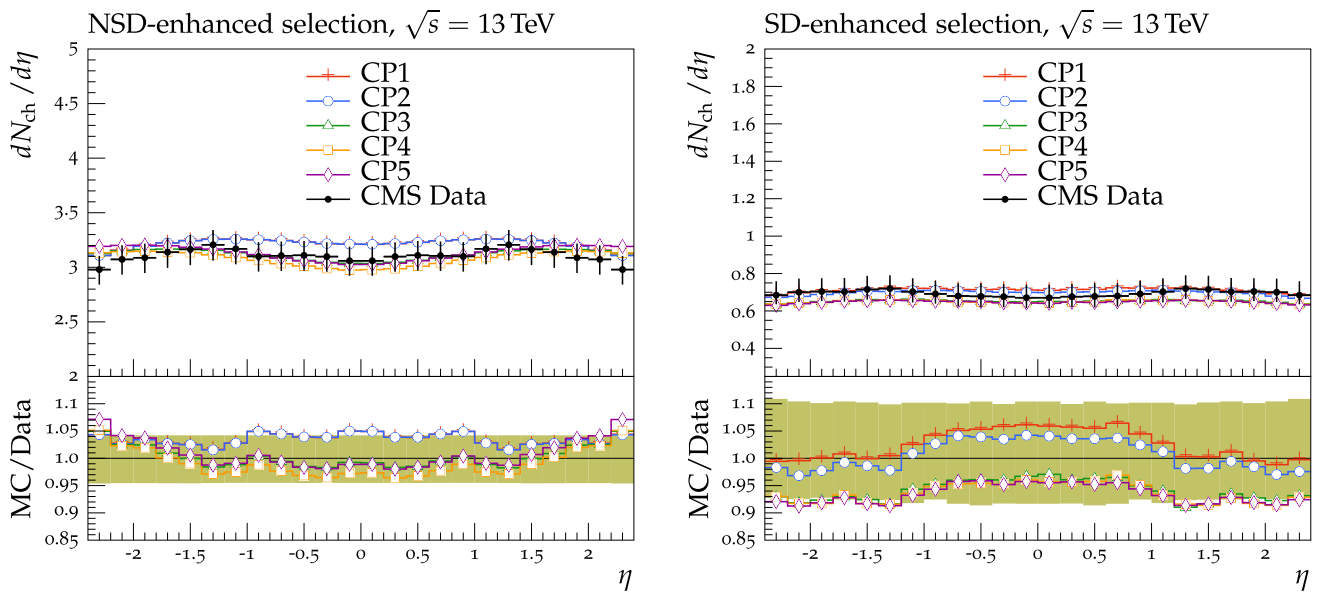 NSD-enhanced selection, √s = 13 TeV
dN_ch / dη
5
4.5
4
3.5
3
2.5
2
CP1
CP2
CP3
CP4
CP5
CMS Data
MC/Data
1.1
1.05
1.0
0.95
0.9
0.85
-2 -1.5 -1 -0.5 0 0.5 1 1.5 2
η
SD-enhanced selection, √s = 13 TeV
dN_ch / dη
2
1.8
1.6
1.4
1.2
1
0.8
0.6
0.4
CP1
CP2
CP3
CP4
CP5
CMS Data
MC/Data
1.1
1.05
1.0
0.95
0.9
0.85
-2 -1.5 -1 -0.5 0 0.5 1 1.5 2
η